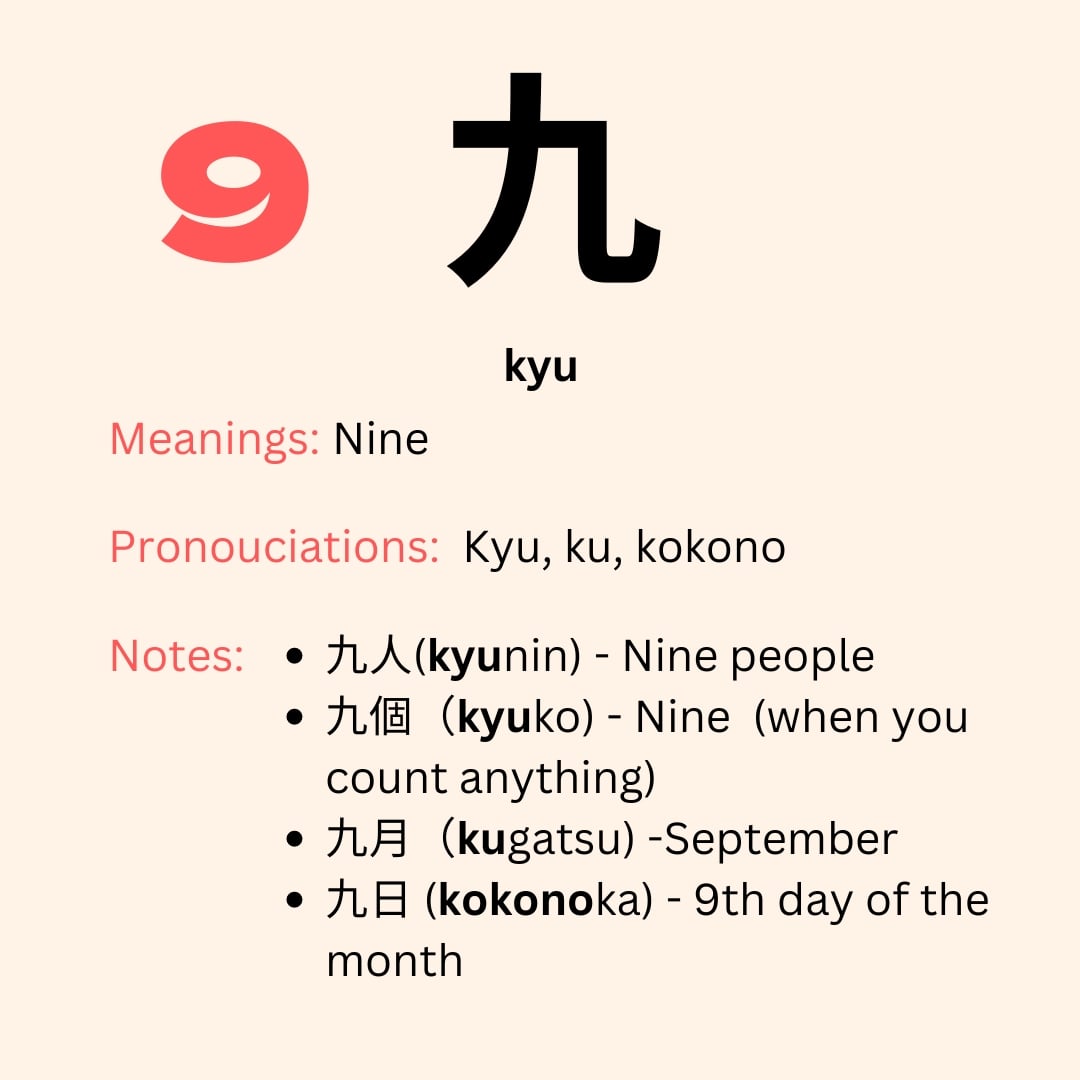 9 九
kyu
Meanings: Nine
Pronouciations: Kyu, ku, kokono
Notes: • 九人(kyunin) - Nine people
• 九個（kyuko) - Nine (when you
count anything)
• 九月（kugatsu) -September
• 九日 (kokonoka) - 9th day of the
month